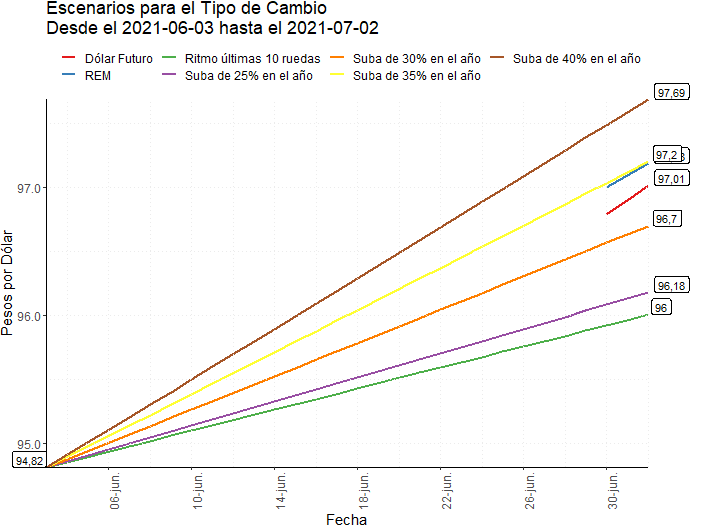 Escenarios para el Tipo de Cambio
Desde el 2021-06-03 hasta el 2021-07-02
Dólar Futuro
Ritmo últimas 10 ruedas
Suba de 30% en el año
Suba de 40% en el año
REM
Suba de 25% en el año
Suba de 35% en el año
97,69
97,2
97,01
96,7
96,18
96
94,82
97.0
96.0
95.0
Pesos por Dólar
06-jun.
10-jun.
14-jun.
18-jun.
22-jun.
26-jun.
30-jun.
Fecha